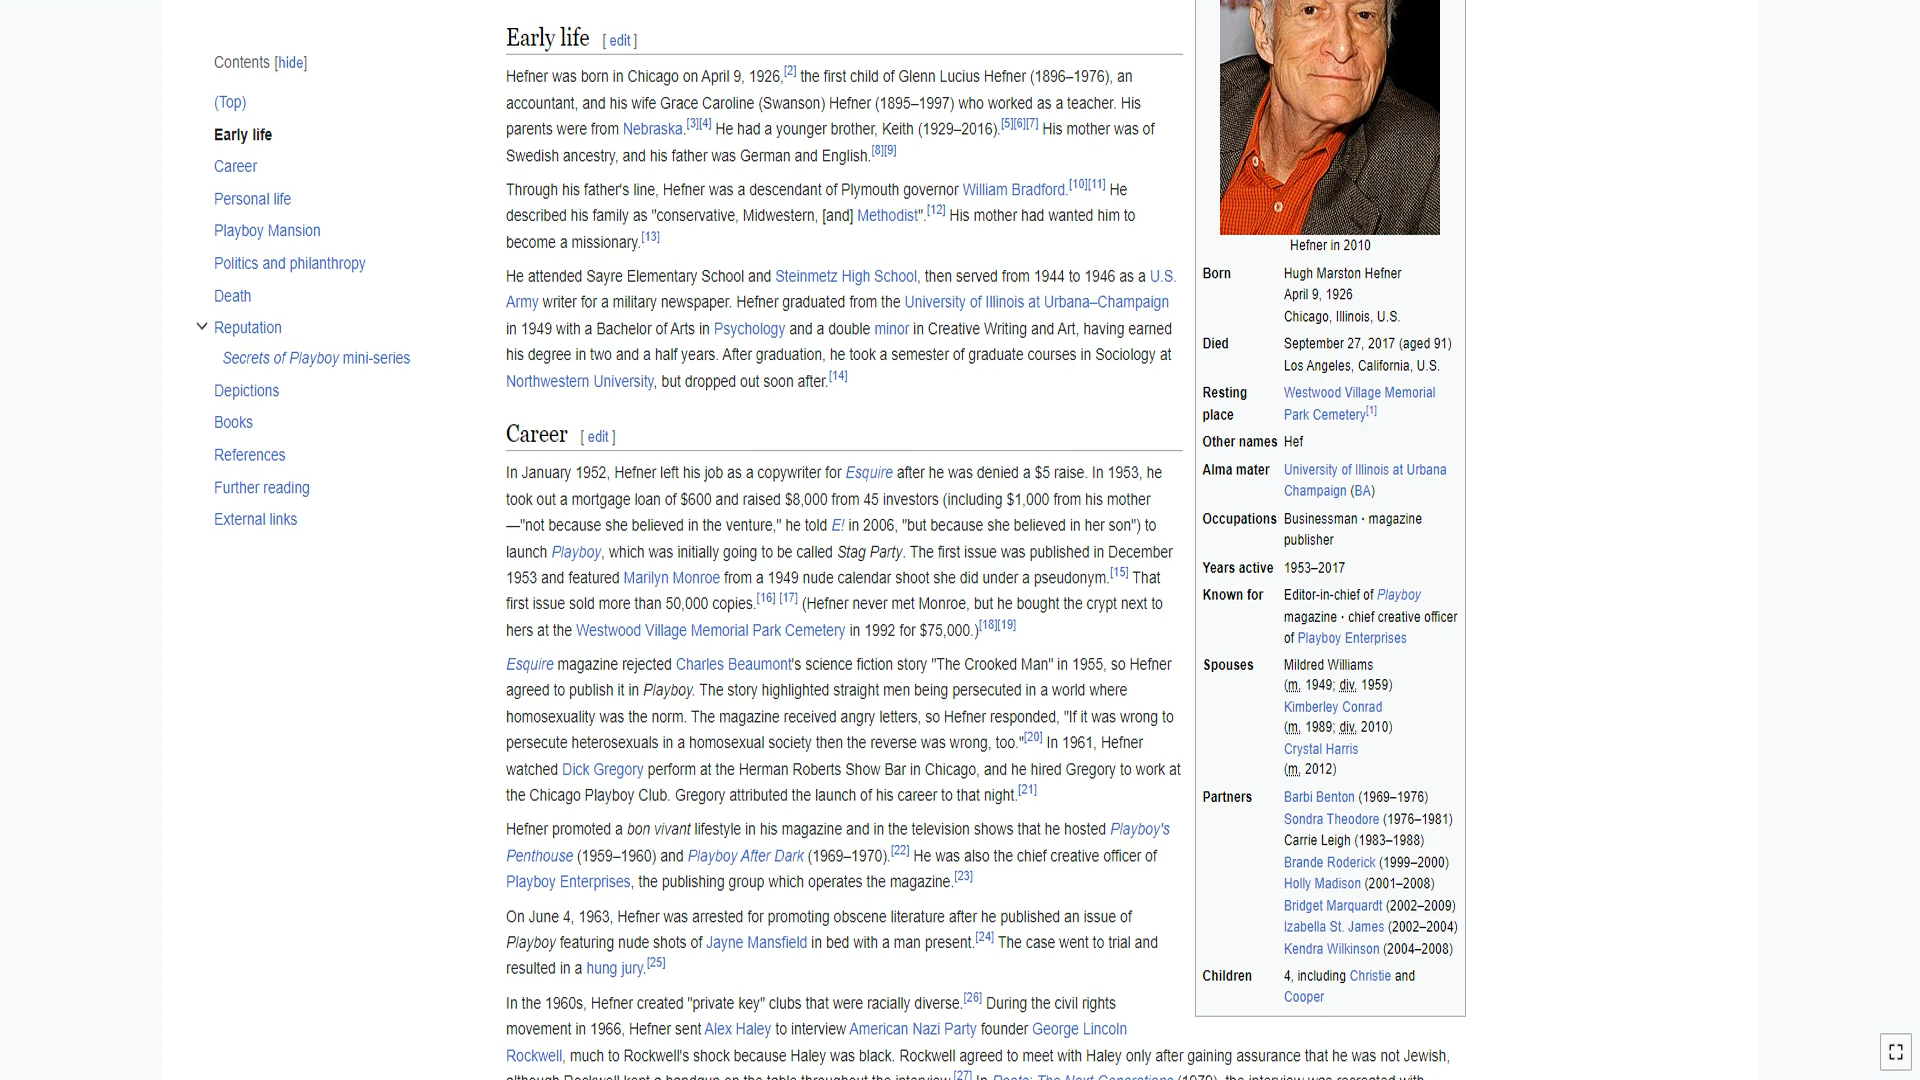 Contents [hide]
(Top)
Early life
Career
Personal life
Playboy Mansion
Politics and philanthropy
Death
Reputation
Secrets of Playboy mini-series
Depictions
Books
References
Further reading
External links
Early life [ edit ]
Hefner was born in Chicago on April 9, 1926,[2] the first child of Glenn Lucius Hefner (1896–1976), an
accountant, and his wife Grace Caroline (Swanson) Hefner (1895–1997) who worked as a teacher. His
parents were from Nebraska.[3][4] He had a younger brother, Keith (1929–2016).[5][6][7] His mother was of
Swedish ancestry, and his father was German and English.[8][9]
Through his father's line, Hefner was a descendant of Plymouth governor William Bradford.[10][11] He
described his family as "conservative, Midwestern, [and] Methodist".[12] His mother had wanted him to
become a missionary.[13]
He attended Sayre Elementary School and Steinmetz High School, then served from 1944 to 1946 as a U.S.
Army writer for a military newspaper. Hefner graduated from the University of Illinois at Urbana–Champaign
in 1949 with a Bachelor of Arts in Psychology and a double minor in Creative Writing and Art, having earned
his degree in two and a half years. After graduation, he took a semester of graduate courses in Sociology at
Northwestern University, but dropped out soon after.[14]
Career [ edit ]
In January 1952, Hefner left his job as a copywriter for Esquire after he was denied a $5 raise. In 1953, he
took out a mortgage loan of $600 and raised $8,000 from 45 investors (including $1,000 from his mother
—"not because she believed in the venture," he told E! in 2006, "but because she believed in her son") to
launch Playboy, which was initially going to be called Stag Party. The first issue was published in December
1953 and featured Marilyn Monroe from a 1949 nude calendar shoot she did under a pseudonym.[15] That
first issue sold more than 50,000 copies.[16] [17] (Hefner never met Monroe, but he bought the crypt next to
hers at the Westwood Village Memorial Park Cemetery in 1992 for $75,000.)[18][19]
Esquire magazine rejected Charles Beaumont's science fiction story "The Crooked Man" in 1955, so Hefner
agreed to publish it in Playboy. The story highlighted straight men being persecuted in a world where
homosexuality was the norm. The magazine received angry letters, so Hefner responded, "If it was wrong to
persecute heterosexuals in a homosexual society then the reverse was wrong, too."[20] In 1961, Hefner
watched Dick Gregory perform at the Herman Roberts Show Bar in Chicago, and he hired Gregory to work at
the Chicago Playboy Club. Gregory attributed the launch of his career to that night.[21]
Hefner promoted a bon vivant lifestyle in his magazine and in the television shows that he hosted Playboy's
Penthouse (1959–1960) and Playboy After Dark (1969–1970).[22] He was also the chief creative officer of
Playboy Enterprises, the publishing group which operates the magazine.[23]
On June 4, 1963, Hefner was arrested for promoting obscene literature after he published an issue of
Playboy featuring nude shots of Jayne Mansfield in bed with a man present.[24] The case went to trial and
resulted in a hung jury.[25]
In the 1960s, Hefner created "private key" clubs that were racially diverse.[26] During the civil rights
movement in 1966, Hefner sent Alex Haley to interview American Nazi Party founder George Lincoln
Rockwell, much to Rockwell's shock because Haley was black. Rockwell agreed to meet with Haley only after gaining assurance that he was not Jewish,
although Rockwell kept a handgun on the table throughout the interview.[27] In Roots: The Next Generations (1979), the interview was recreated with
Hefner in 2010
Born Hugh Marston Hefner
April 9, 1926
Chicago, Illinois, U.S.
Died September 27, 2017 (aged 91)
Los Angeles, California, U.S.
Resting Westwood Village Memorial
place Park Cemetery[1]
Other names Hef
Alma mater University of Illinois at Urbana
Champaign (BA)
Occupations Businessman · magazine
publisher
Years active 1953–2017
Known for Editor-in-chief of Playboy
magazine · chief creative officer
of Playboy Enterprises
Spouses Mildred Williams
(m. 1949; div. 1959)
Kimberley Conrad
(m. 1989; div. 2010)
Crystal Harris
(m. 2012)
Partners Barbi Benton (1969–1976)
Sondra Theodore (1976–1981)
Carrie Leigh (1983–1988)
Brande Roderick (1999–2000)
Holly Madison (2001–2008)
Bridget Marquardt (2002–2009)
Izabella St. James (2002–2004)
Kendra Wilkinson (2004–2008)
Children 4, including Christie and
Cooper